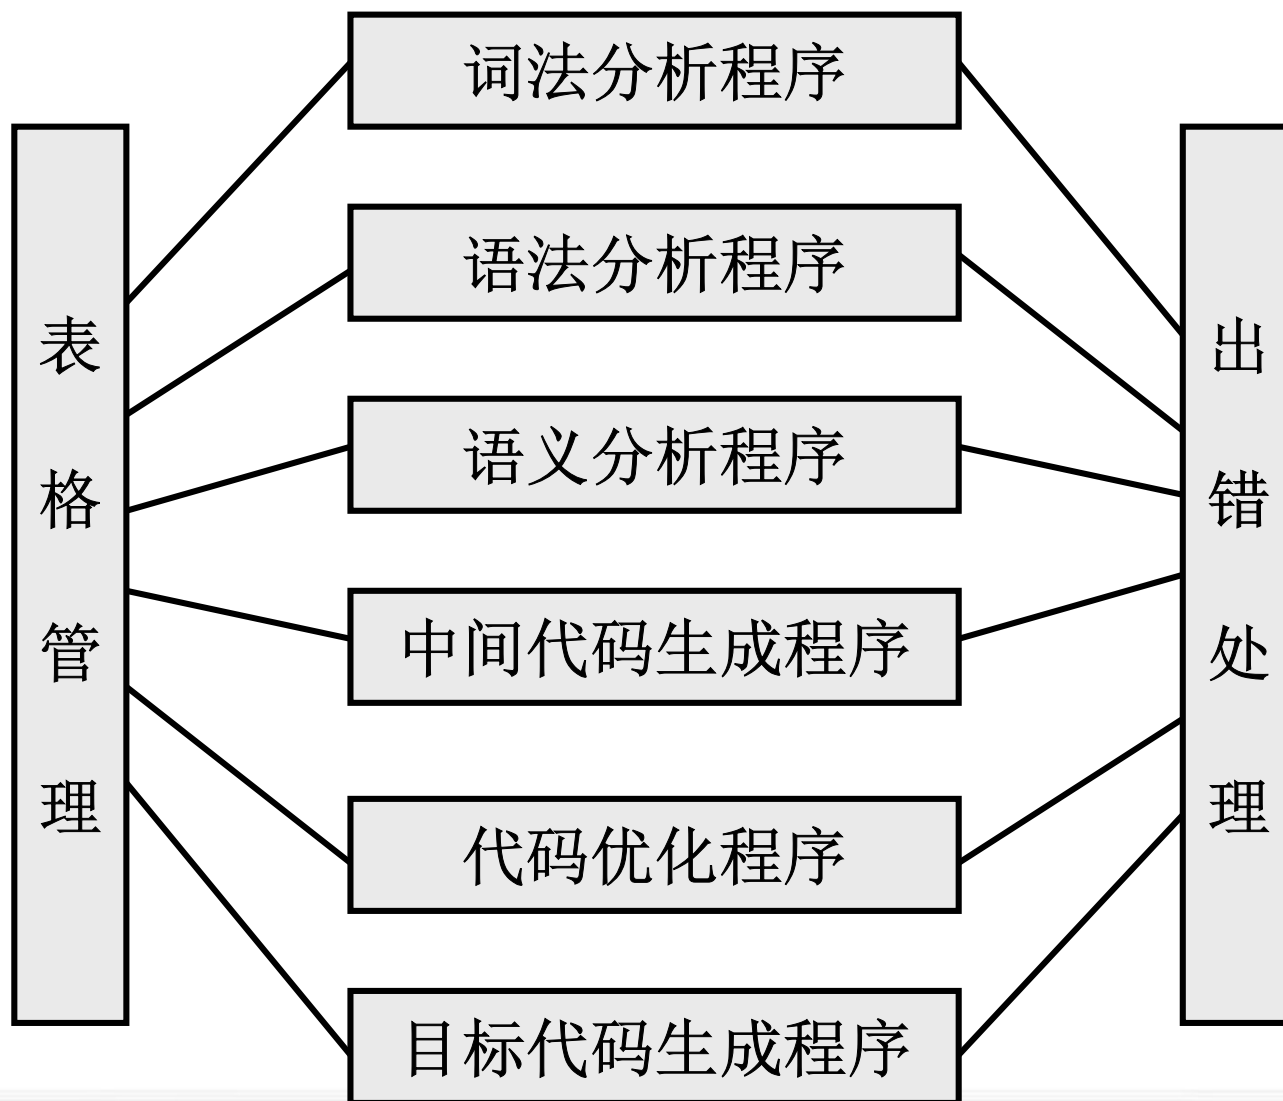 词法分析程序
语法分析程序
语义分析程序
中间代码生成程序
代码优化程序
目标代码生成程序
表格管理
出错处理